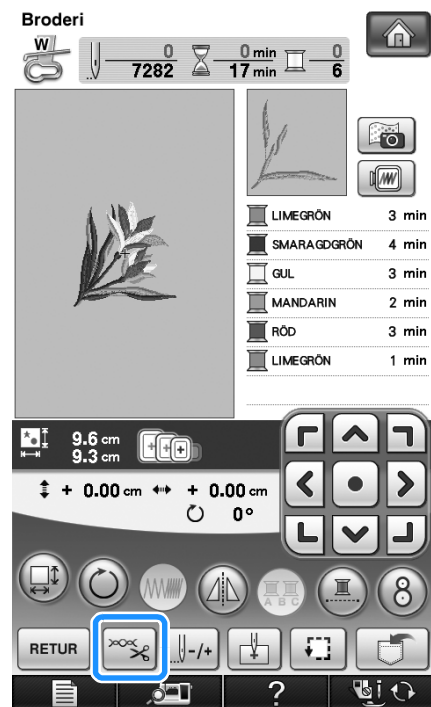 Broderi
W
0
7282
0 min
17 min
0
6
LIMEGRÖN 3 min
SMARAGDGRÖN 4 min
GUL 3 min
MANDARIN 2 min
RÖD 3 min
LIMEGRÖN 1 min
9.6 cm
9.3 cm
+ 0.00 cm + 0.00 cm
0°
A B C
8
RETUR -/+
?